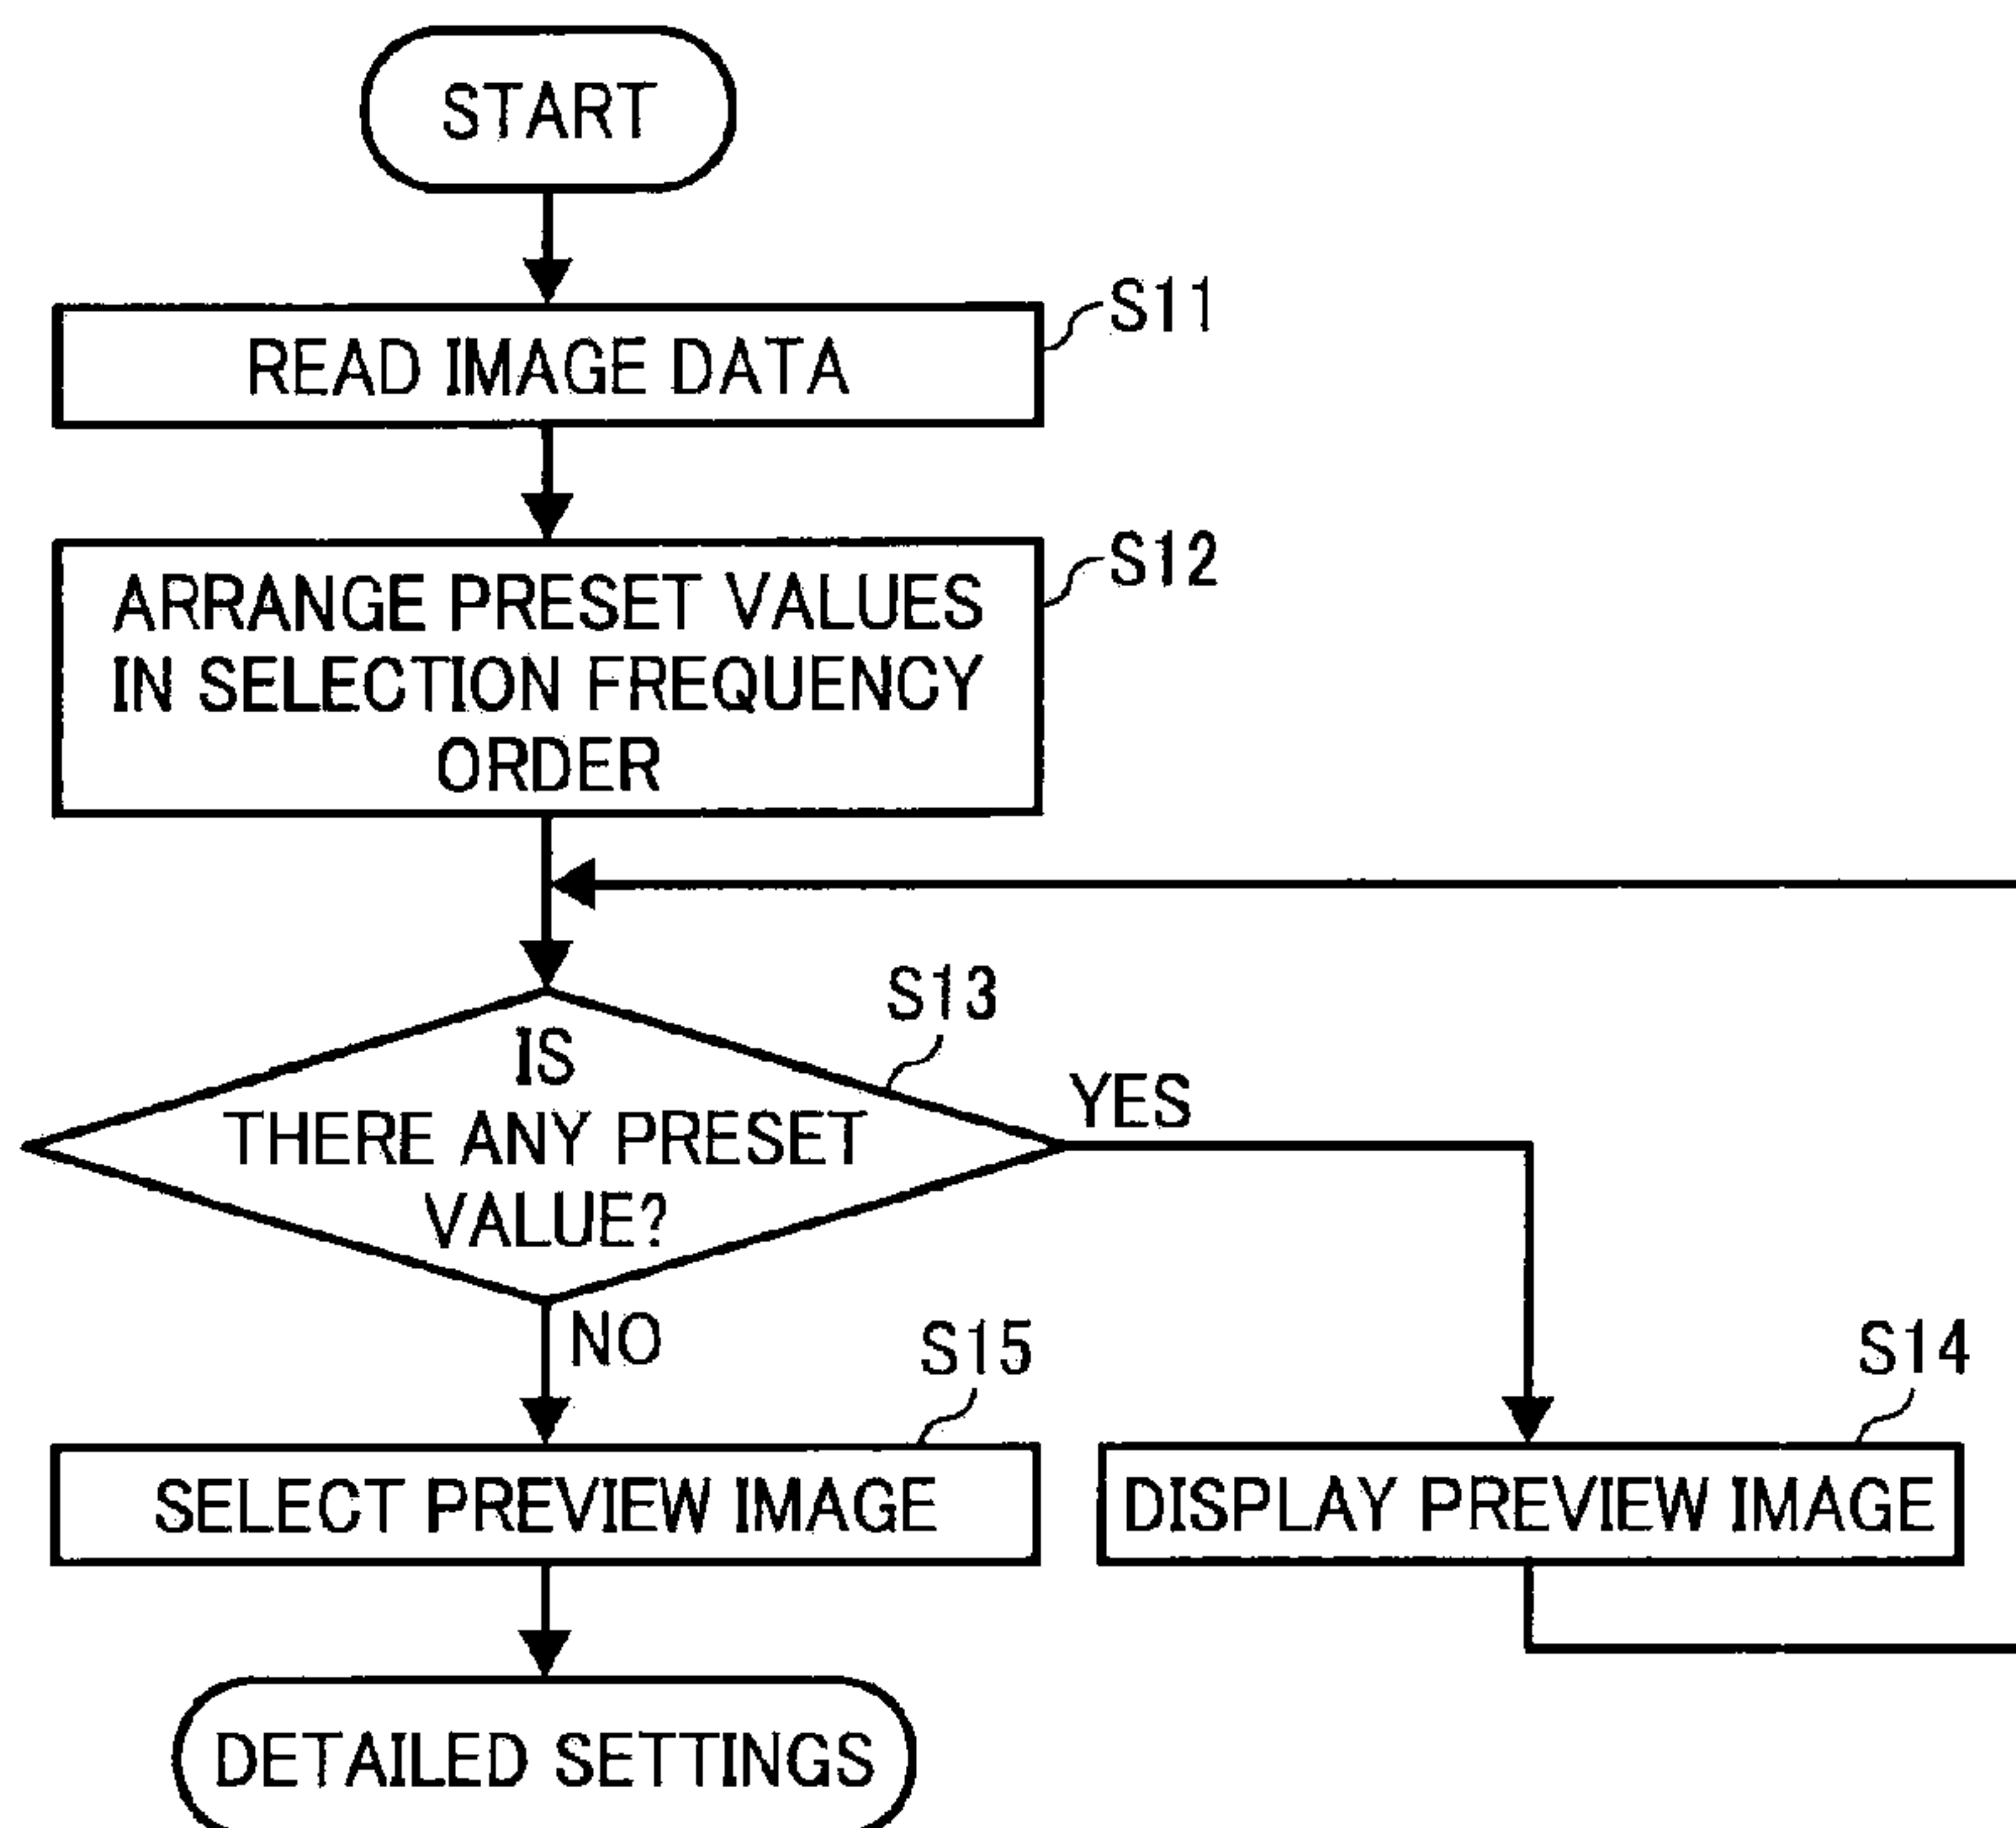 START
S11
READ IMAGE DATA
S12
ARRANGE PRESET VALUES
IN SELECTION FREQUENCY
ORDER
S13
IS
THERE ANY PRESET
VALUE?
YES
NO
S15
S14
SELECT PREVIEW IMAGE
DISPLAY PREVIEW IMAGE
DETAILED SETTINGS